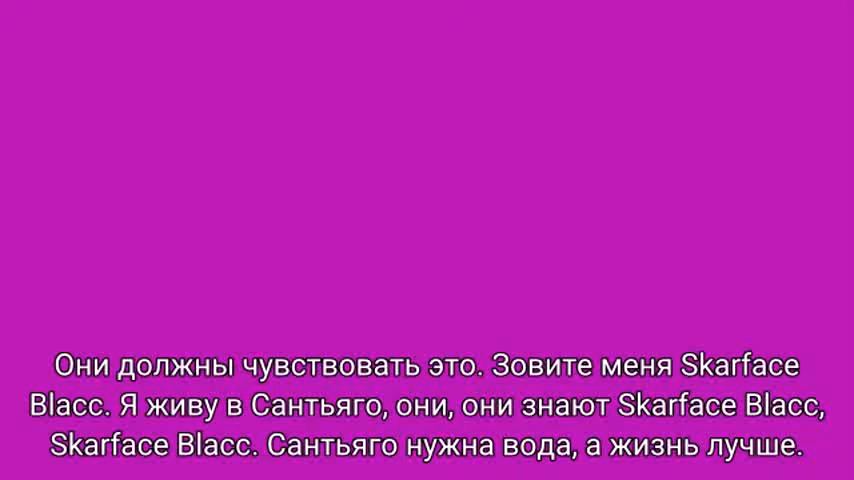 Они должны чувствовать это. Зовите меня Skarface
Blacc. Я живу в Сантьяго, они, они знают Skarface Blacc,
Skarface Blacc. Сантьяго нужна вода, а жизнь лучше.